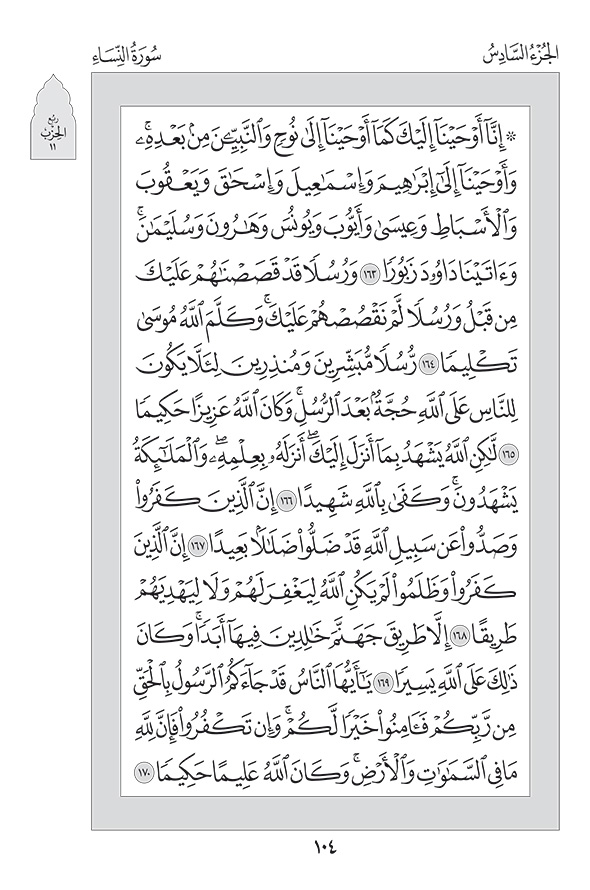 الجُزْءُ السَّادِسُ
سُورَةُ النِّسَاءِ
رُبْع
الحِزْب
١١
۞ إِنَّآ أَوْحَيْنَآ إِلَيْكَ كَمَآ أَوْحَيْنَآ إِلَىٰ نُوحٍ وَٱلنَّبِيِّـۧنَ مِنۢ بَعْدِهِۦۚ
وَأَوْحَيْنَآ إِلَىٰٓ إِبْرَٰهِيمَ وَإِسْمَٰعِيلَ وَإِسْحَٰقَ وَيَعْقُوبَ
وَٱلْأَسْبَاطِ وَعِيسَىٰ وَأَيُّوبَ وَيُونُسَ وَهَٰرُونَ وَسُلَيْمَٰنَۚ
وَءَاتَيْنَا دَاوُۥدَ زَبُورًا ١٦٣ وَرُسُلًا قَدْ قَصَصْنَٰهُمْ عَلَيْكَ
مِن قَبْلُ وَرُسُلًا لَّمْ نَقْصُصْهُمْ عَلَيْكَۚ وَكَلَّمَ ٱللَّهُ مُوسَىٰ
تَكْلِيمًا ١٦٤ رُّسُلًا مُّبَشِّرِينَ وَمُنذِرِينَ لِئَلَّا يَكُونَ
لِلنَّاسِ عَلَى ٱللَّهِ حُجَّةٌۢ بَعْدَ ٱلرُّسُلِۚ وَكَانَ ٱللَّهُ عَزِيزًا حَكِيمًا
١٦٥ لَّٰكِنِ ٱللَّهُ يَشْهَدُ بِمَآ أَنزَلَ إِلَيْكَۖ أَنزَلَهُۥ بِعِلْمِهِۦۖ وَٱلْمَلَٰٓئِكَةُ
يَشْهَدُونَۚ وَكَفَىٰ بِٱللَّهِ شَهِيدًا ١٦٦ إِنَّ ٱلَّذِينَ كَفَرُوا۟
وَصَدُّوا۟ عَن سَبِيلِ ٱللَّهِ قَدْ ضَلُّوا۟ ضَلَٰلًۢا بَعِيدًا ١٦٧ إِنَّ ٱلَّذِينَ
كَفَرُوا۟ وَظَلَمُوا۟ لَمْ يَكُنِ ٱللَّهُ لِيَغْفِرَ لَهُمْ وَلَا لِيَهْدِيَهُمْ
طَرِيقًا ١٦٨ إِلَّا طَرِيقَ جَهَنَّمَ خَٰلِدِينَ فِيهَآ أَبَدًاۚ وَكَانَ
ذَٰلِكَ عَلَى ٱللَّهِ يَسِيرًا ١٦٩ يَٰٓأَيُّهَا ٱلنَّاسُ قَدْ جَآءَكُمُ ٱلرَّسُولُ بِٱلْحَقِّ
مِن رَّبِّكُمْ فَـَٔامِنُوا۟ خَيْرًا لَّكُمْۚ وَإِن تَكْفُرُوا۟ فَإِنَّ لِلَّهِ
مَا فِى ٱلسَّمَٰوَٰتِ وَٱلْأَرْضِۚ وَكَانَ ٱللَّهُ عَلِيمًا حَكِيمًا ١٧٠
١٠٤